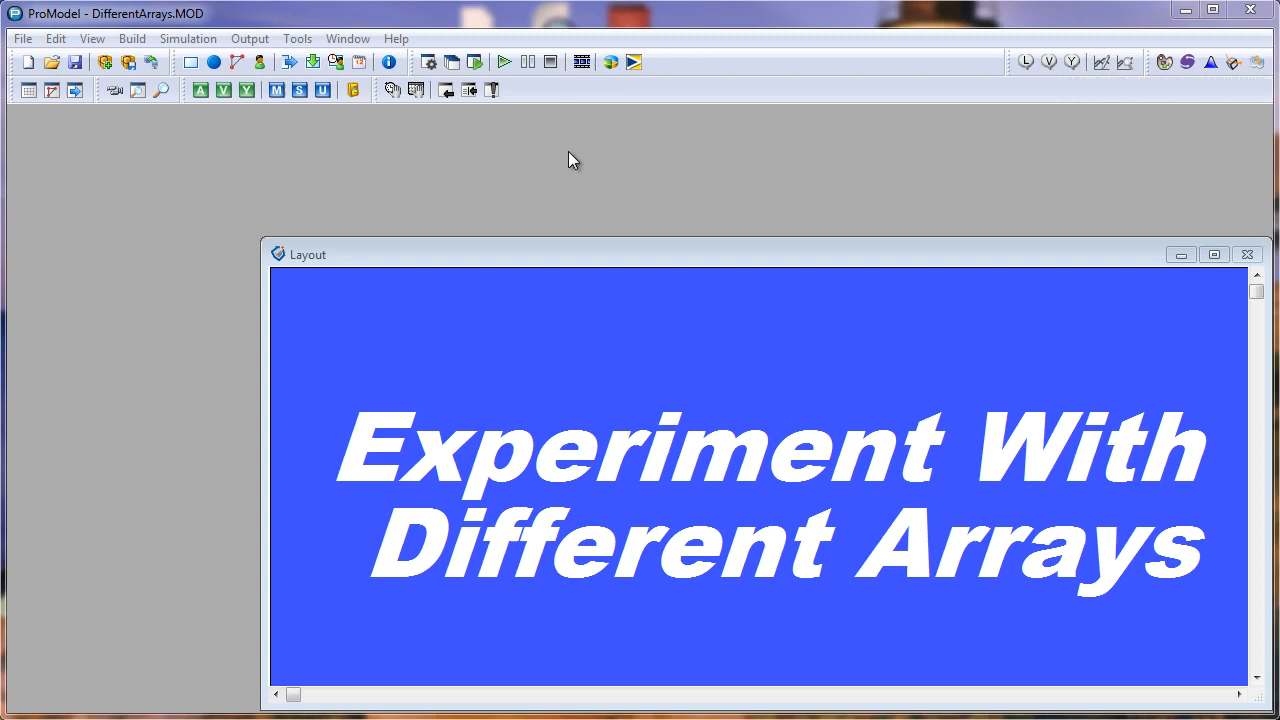 ProModel - DifferentArrays.MOD
File Edit View Build Simulation Output Tools Window Help
A V Y M S U
Layout
Experiment With
Different Arrays